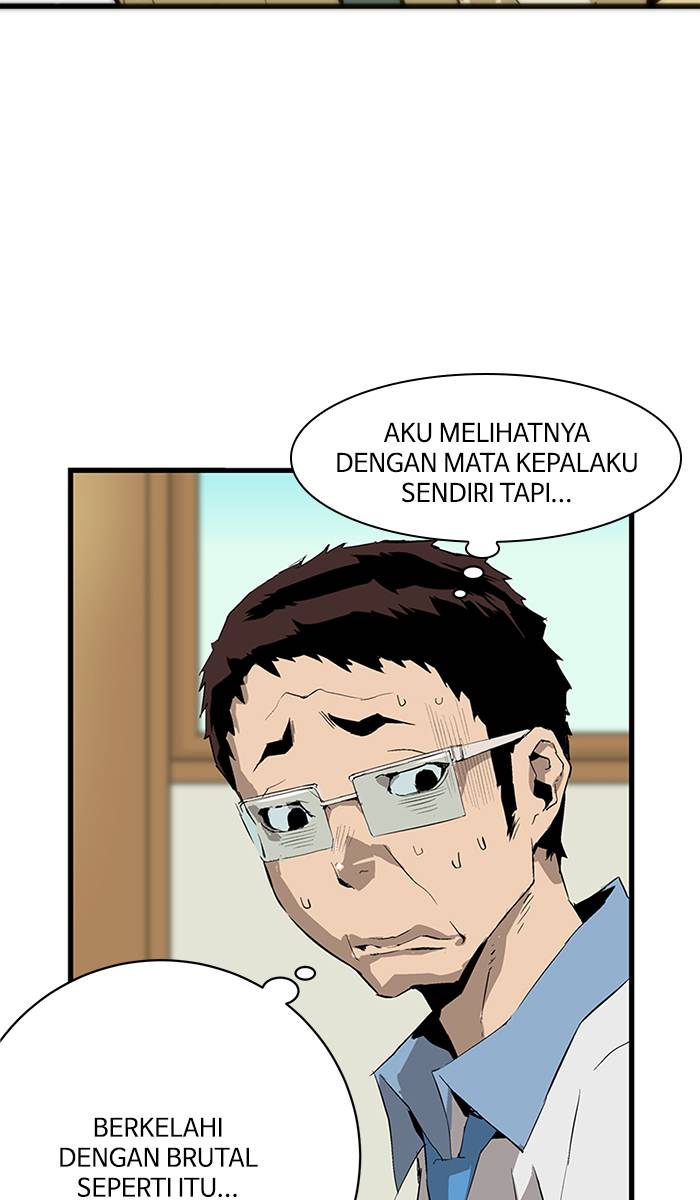 AKU MELIHATNYA
DENGAN MATA KEPALAKU
SENDIRI TAPI...
BERKELAHI
DENGAN BRUTAL
SEPERTI ITU...